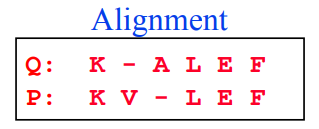 Alignment
Q: K - A L E F
P: K V - L E F